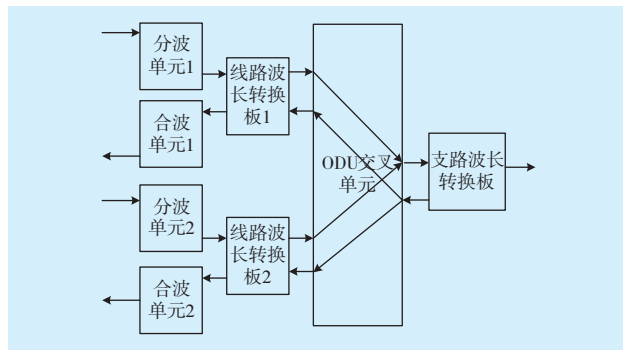 分波
单元1
合波
单元1
线路波
长转换
板1
分波
单元2
合波
单元2
线路波
长转换
板2
ODU交叉
单元
支路波长
转换板